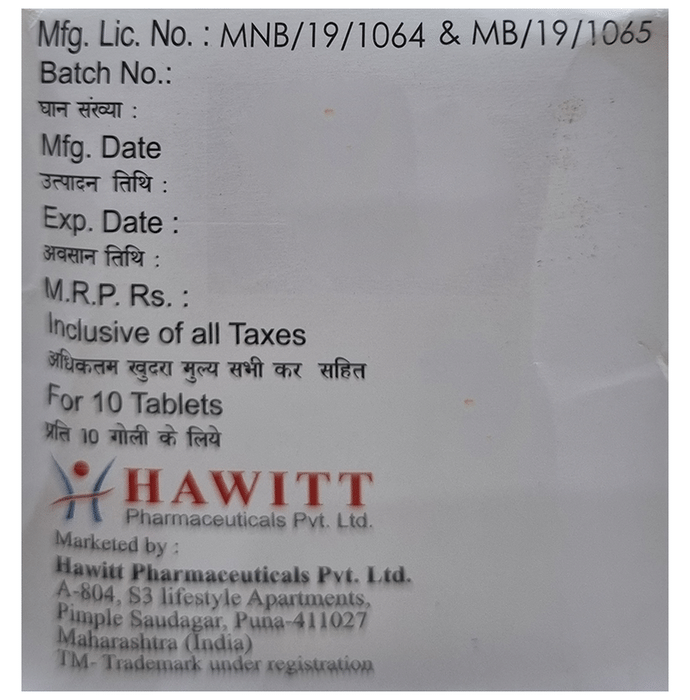 Mfg. Lic. No. : MNB/19/1064 & MB/19/1065
Batch No.:
घान संख्या :
Mfg. Date
उत्पादन तिथि :
Exp. Date :
अवसान तिथि :
M.R.P. Rs. :
Inclusive of all Taxes
अधिकतम खुदरा मुल्य सभी कर सहित
For 10 Tablets
प्रति 10 गोली के लिये
HAWITT
Pharmaceuticals Pvt. Ltd.
Marketed by :
Hawitt Pharmaceuticals Pvt. Ltd.
A-804, S3 lifestyle Apartments,
Pimple Saudagar, Puna-411027
Maharashtra (India)
TM- Trademark under registration